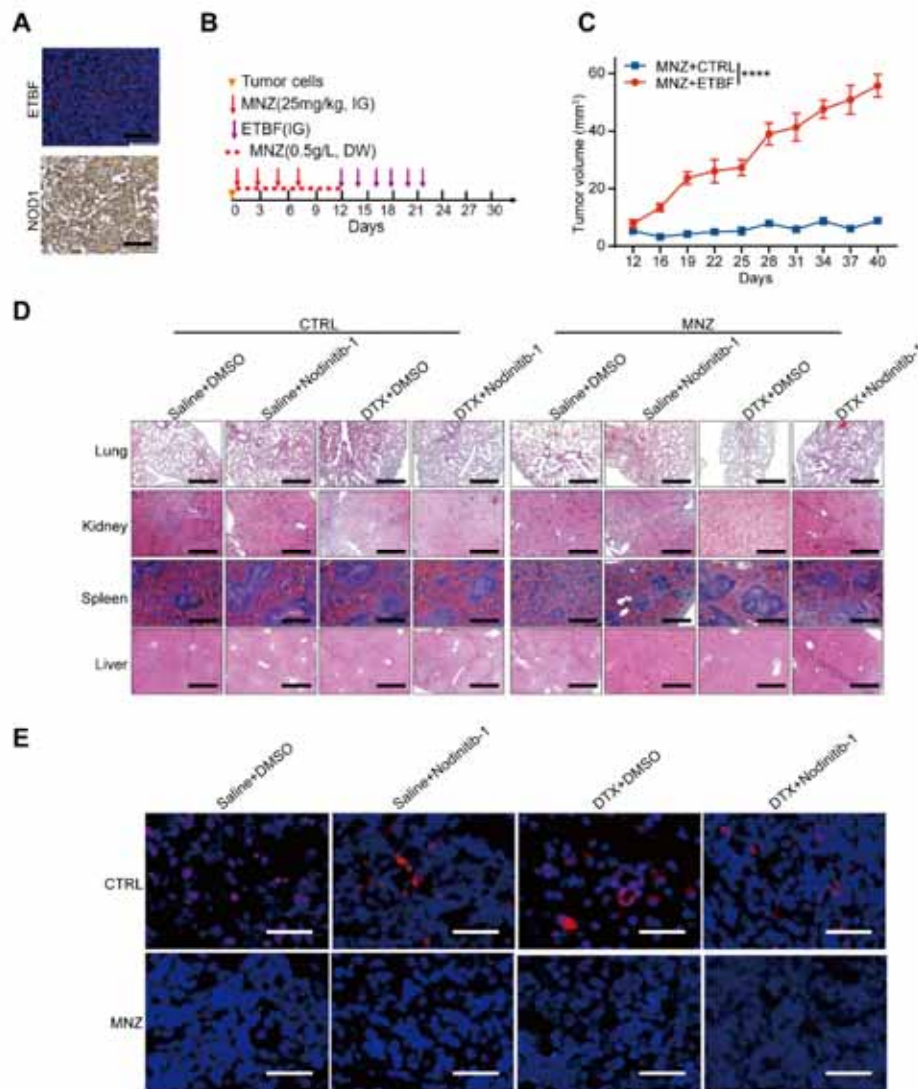 A
ETBF
NOD1
B
Tumor cells
MNZ(25mg/kg, IG)
ETBF(IG)
MNZ(0.5g/L, DW)
0 3 6 9 12 15 18 21 24 27 30
Days
C
MNZ+CTRL
MNZ+ETBF
****
Tumor volume (mm³)
60
40
20
0
12 16 19 22 25 28 31 34 37 40
Days
D
CTRL MNZ
Saline+DMSO Saline+Nodinitib-1 DTX+DMSO DTX+Nodinitib-1 Saline+DMSO Saline+Nodinitib-1 DTX+DMSO DTX+Nodinitib-1
Lung
Kidney
Spleen
Liver
E
Saline+DMSO Saline+Nodinitib-1 DTX+DMSO DTX+Nodinitib-1
CTRL
MNZ